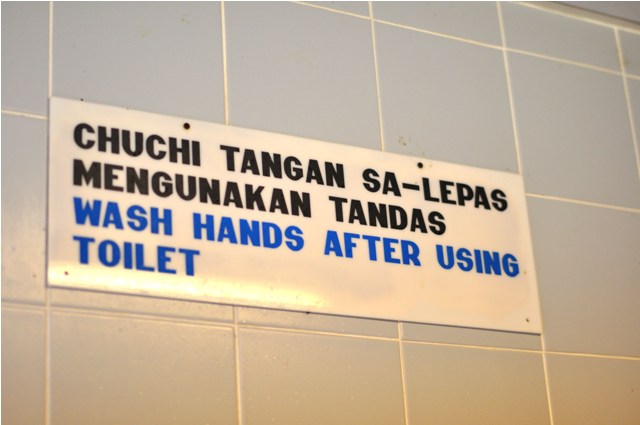 CHUCHI TANGAN SA-LEPAS
MENGUNAKAN TANDAS
WASH HANDS AFTER USING
TOILET